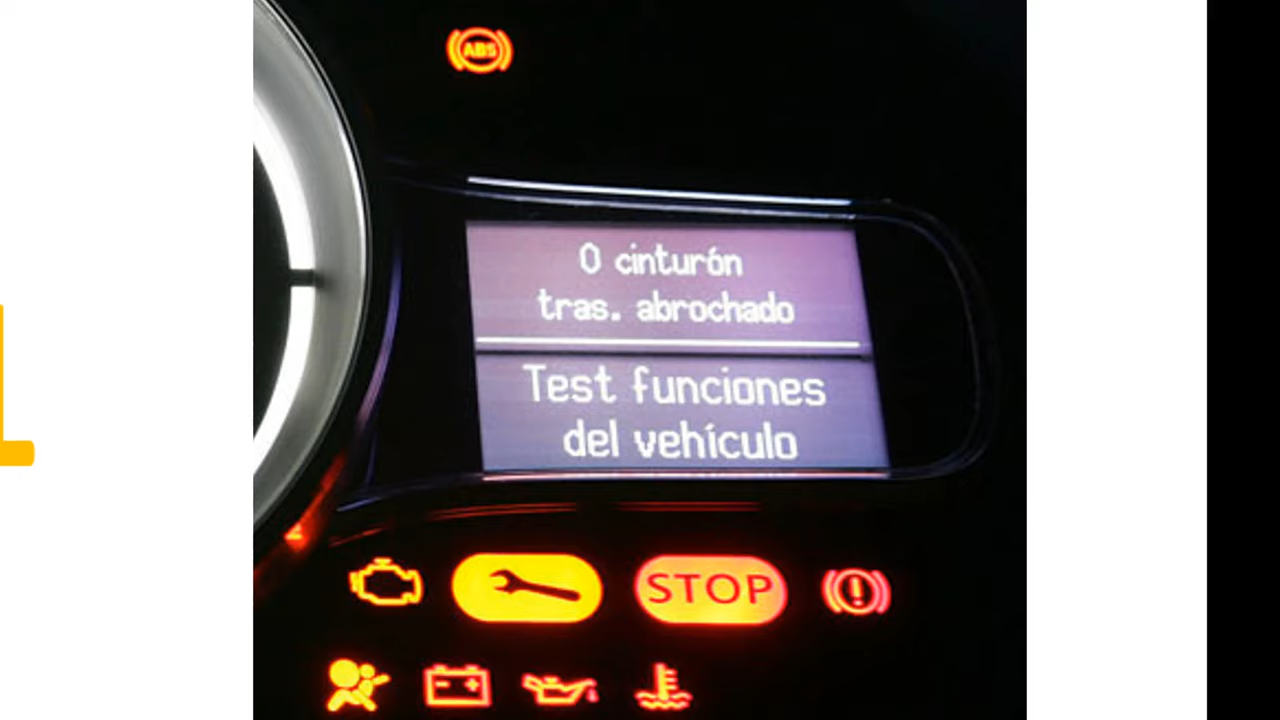 ABS
0 cinturón
tras. abrochado
Test funciones
del vehículo
STOP